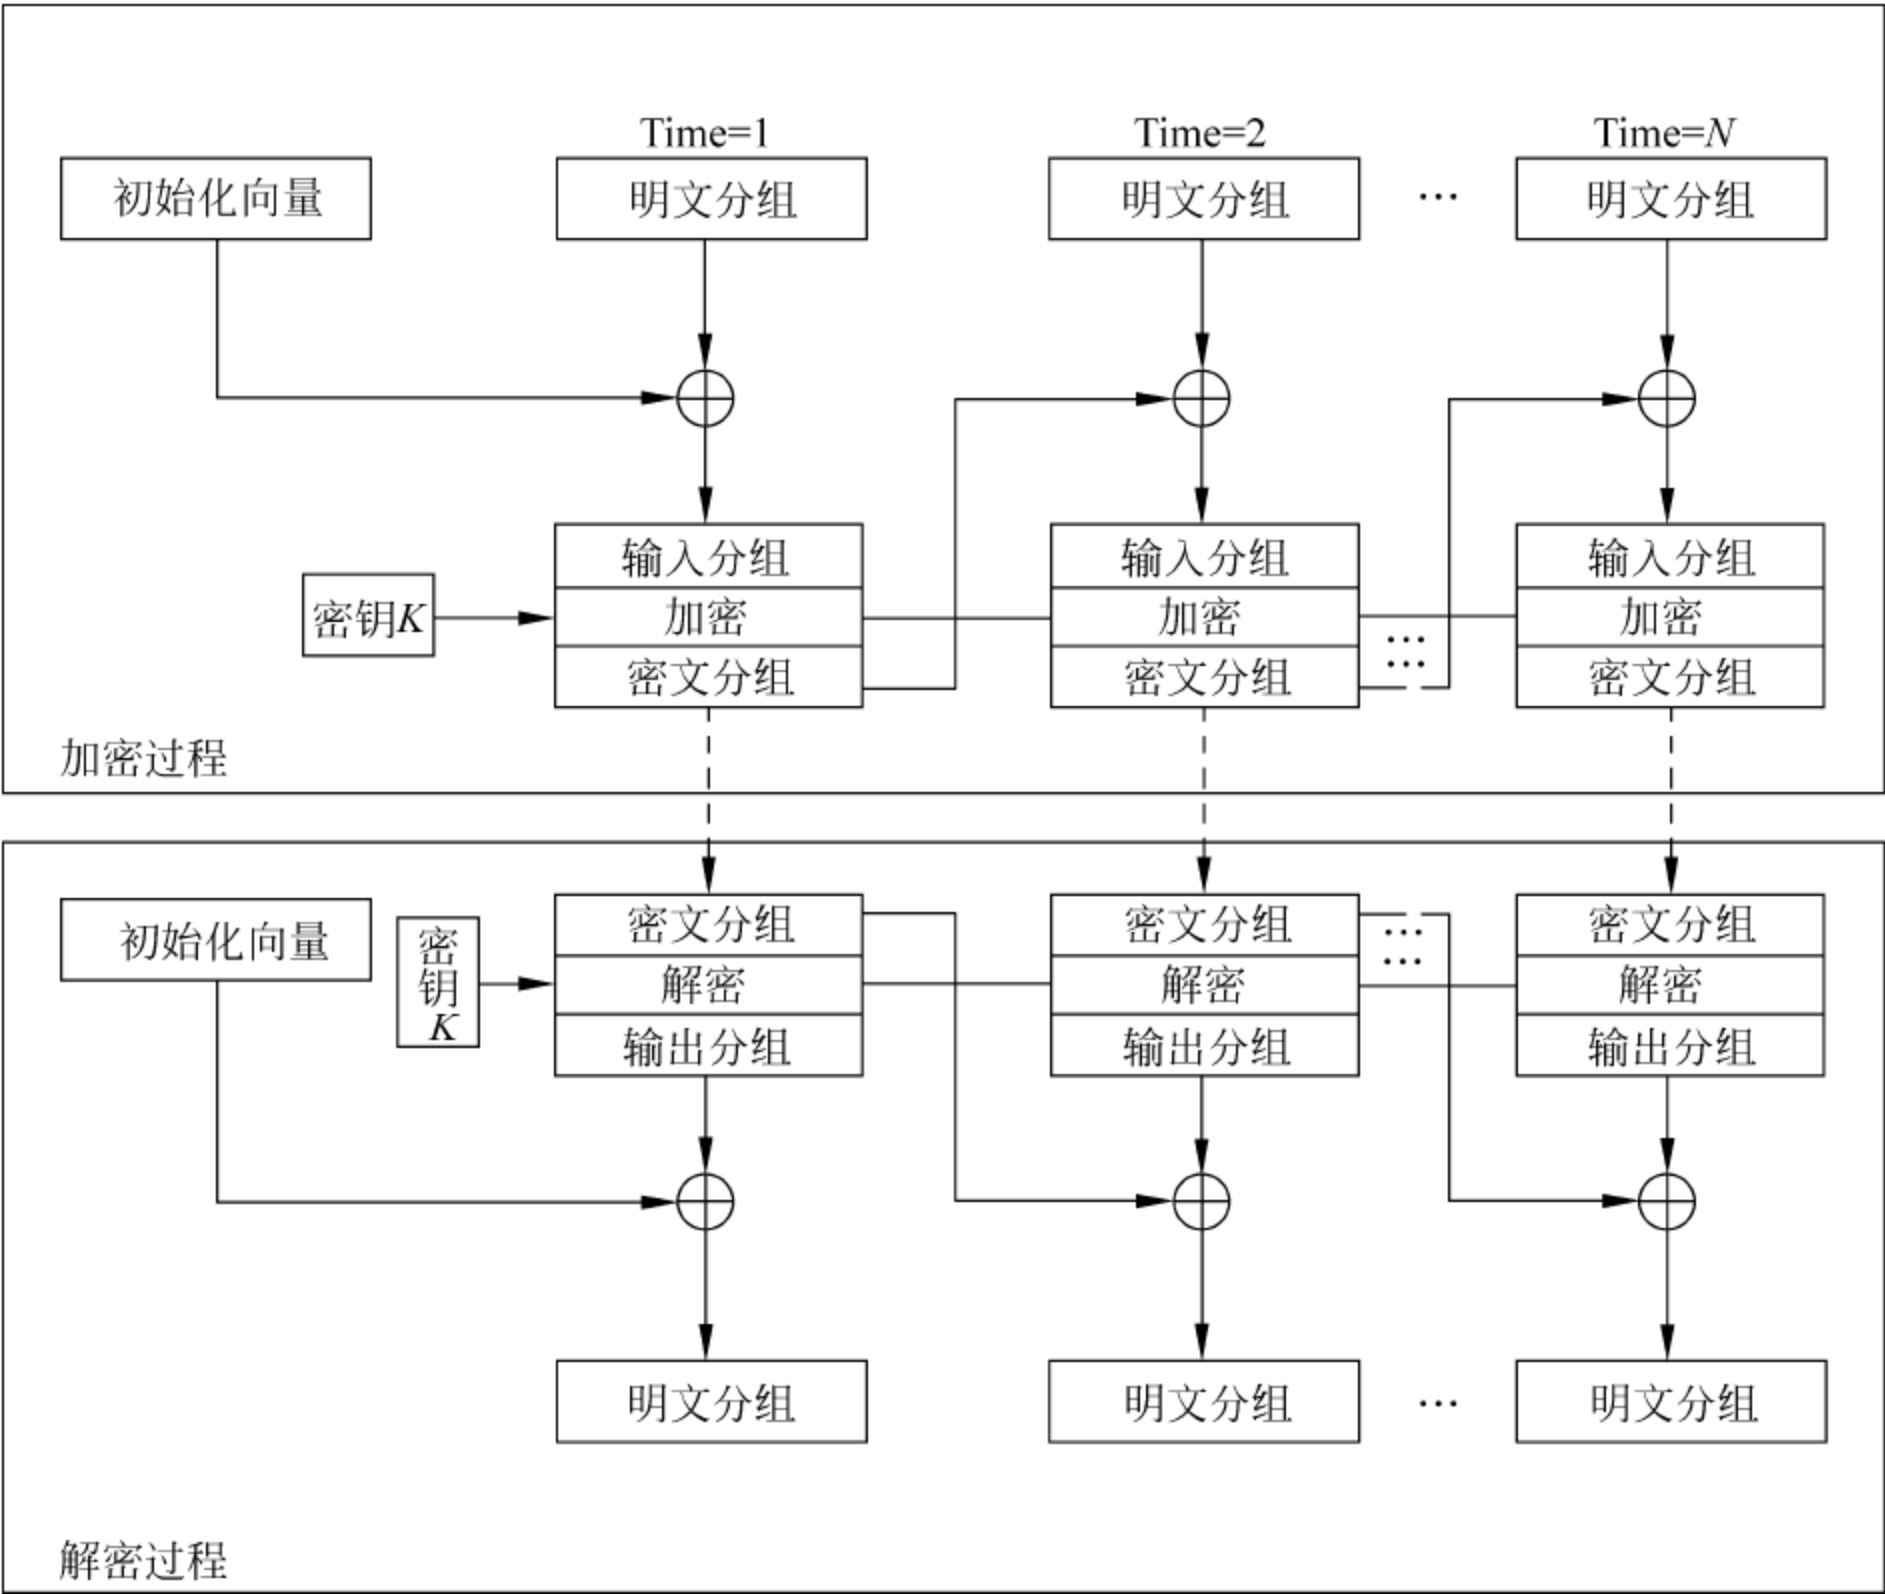 Time=1
Time=2
Time=N
初始化向量
明文分组
明文分组
…
明文分组
输入分组
输入分组
输入分组
密钥K
加密
加密
加密
…
…
密文分组
密文分组
密文分组
加密过程
初始化向量
密钥K
密文分组
密文分组
…
…
密文分组
解密
解密
解密
输出分组
输出分组
输出分组
明文分组
明文分组
…
明文分组
解密过程